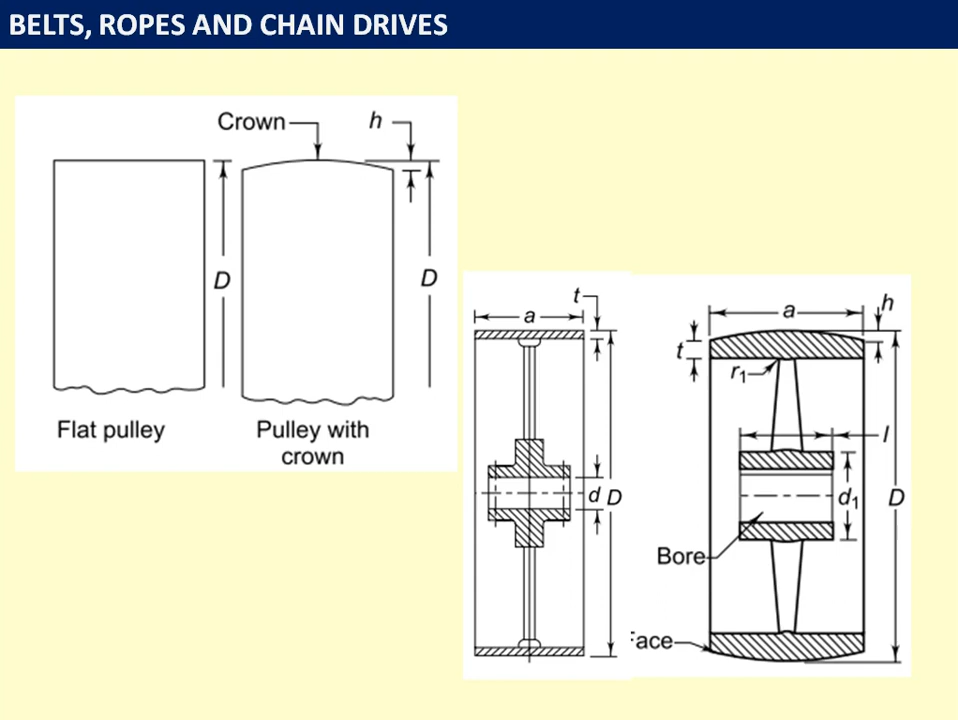 BELTS, ROPES AND CHAIN DRIVES
Crown
h
D
D
Flat pulley
Pulley with
crown
t
a
d
D
a
h
t
r1
l
d1
D
Bore
Face